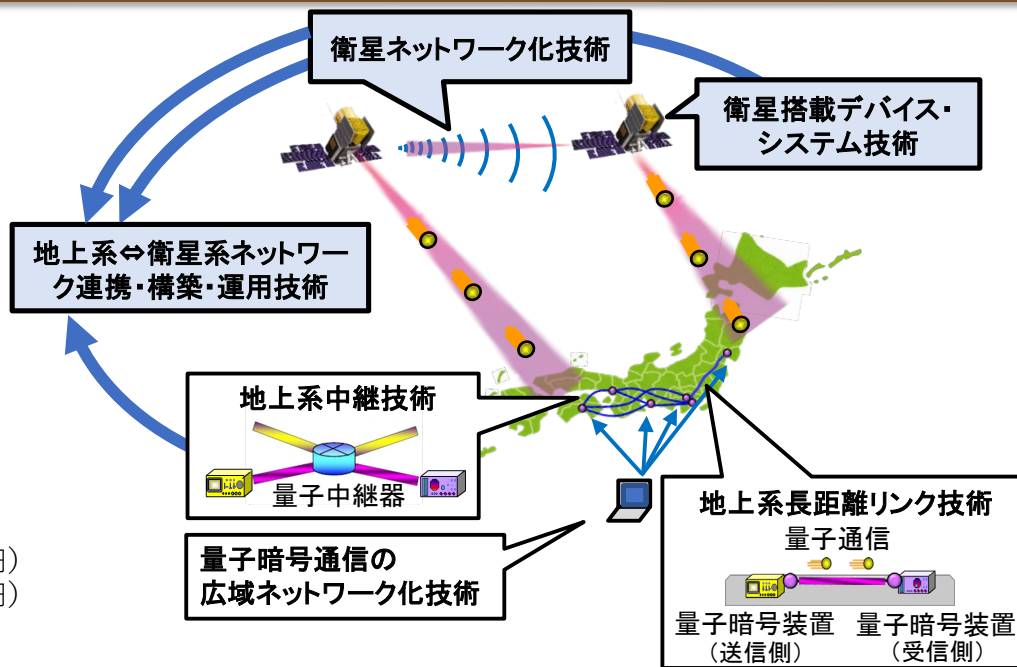 衛星ネットワーク化技術
衛星搭載デバイス・
システム技術
地上系⇔衛星系ネットワー
ク連携・構築・運用技術
地上系中継技術
量子中継器
量子暗号通信の
広域ネットワーク化技術
地上系長距離リンク技術
量子通信
量子暗号装置 量子暗号装置
（送信側） （受信側）
）
）